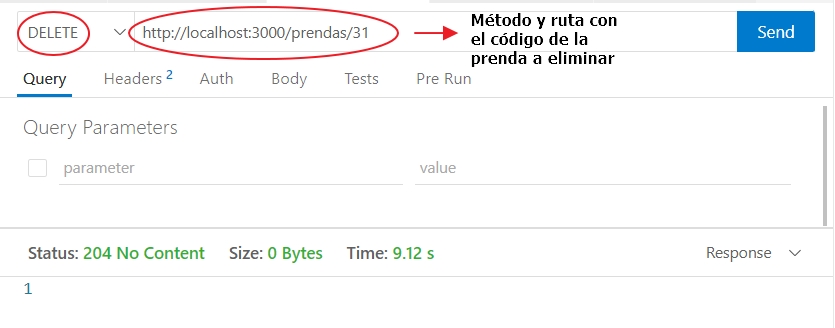 DELETE http://localhost:3000/prendas/31 Send
Método y ruta con
el código de la
prenda a eliminar
Query Headers 2 Auth Body Tests Pre Run
Query Parameters
parameter value
Status: 204 No Content Size: 0 Bytes Time: 9.12 s Response
1